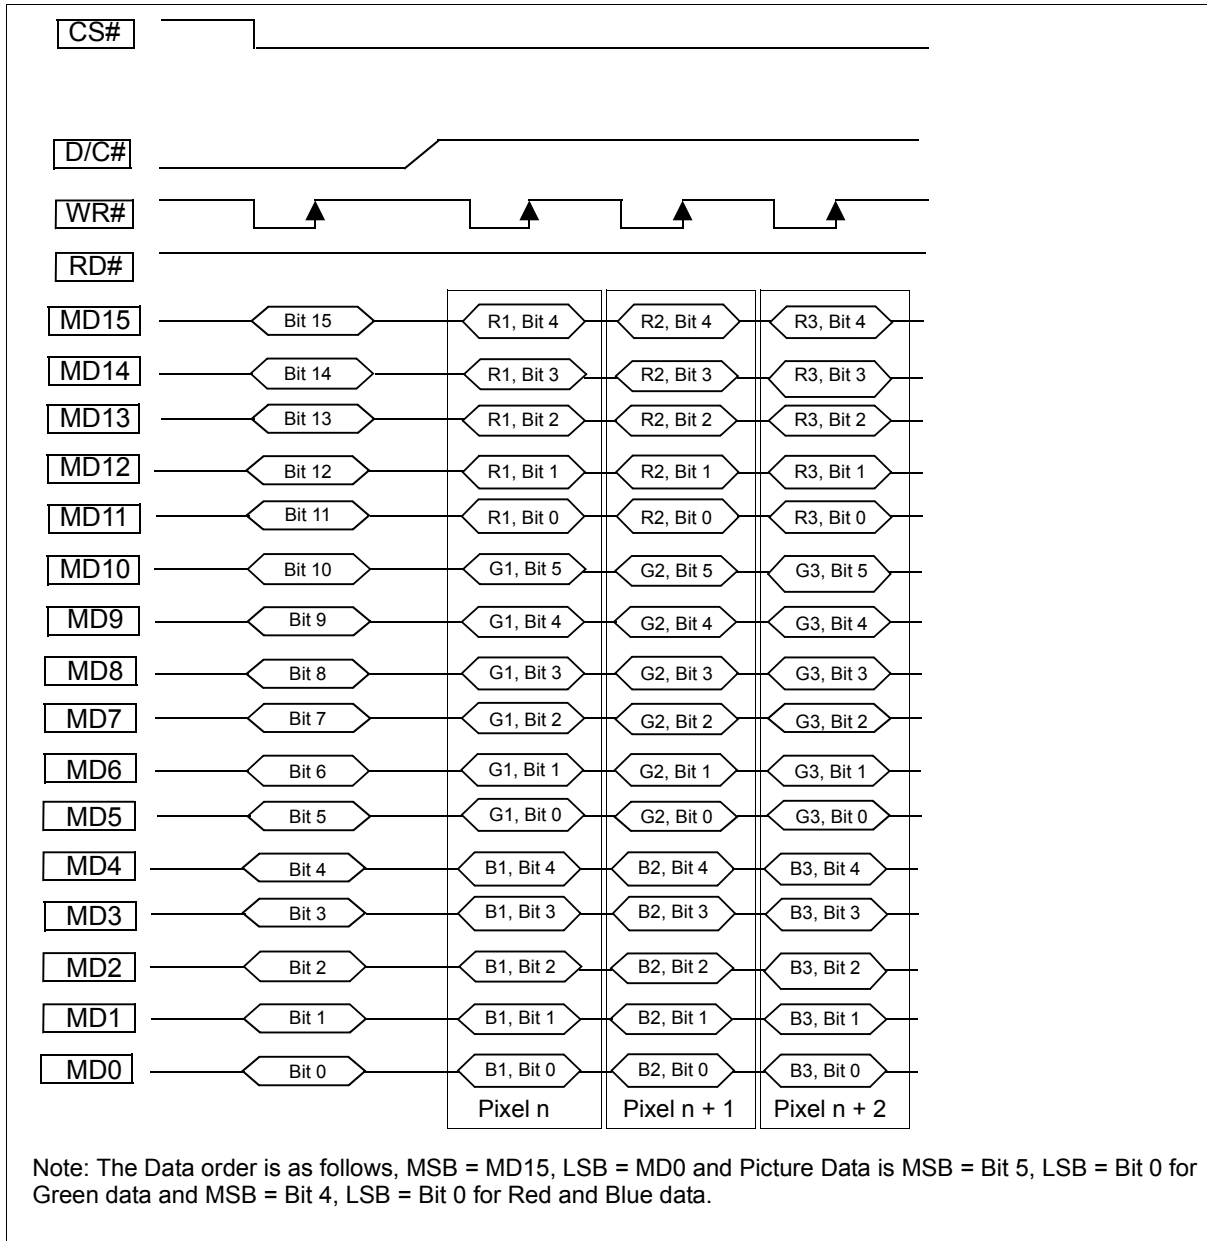 CS#
D/C#
WR#
RD#
MD15 Bit 15 R1, Bit 4 R2, Bit 4 R3, Bit 4
MD14 Bit 14 R1, Bit 3 R2, Bit 3 R3, Bit 3
MD13 Bit 13 R1, Bit 2 R2, Bit 2 R3, Bit 2
MD12 Bit 12 R1, Bit 1 R2, Bit 1 R3, Bit 1
MD11 Bit 11 R1, Bit 0 R2, Bit 0 R3, Bit 0
MD10 Bit 10 G1, Bit 5 G2, Bit 5 G3, Bit 5
MD9 Bit 9 G1, Bit 4 G2, Bit 4 G3, Bit 4
MD8 Bit 8 G1, Bit 3 G2, Bit 3 G3, Bit 3
MD7 Bit 7 G1, Bit 2 G2, Bit 2 G3, Bit 2
MD6 Bit 6 G1, Bit 1 G2, Bit 1 G3, Bit 1
MD5 Bit 5 G1, Bit 0 G2, Bit 0 G3, Bit 0
MD4 Bit 4 B1, Bit 4 B2, Bit 4 B3, Bit 4
MD3 Bit 3 B1, Bit 3 B2, Bit 3 B3, Bit 3
MD2 Bit 2 B1, Bit 2 B2, Bit 2 B3, Bit 2
MD1 Bit 1 B1, Bit 1 B2, Bit 1 B3, Bit 1
MD0 Bit 0 B1, Bit 0 B2, Bit 0 B3, Bit 0
Pixel n Pixel n + 1 Pixel n + 2
Note: The Data order is as follows, MSB = MD15, LSB = MD0 and Picture Data is MSB = Bit 5, LSB = Bit 0 for
Green data and MSB = Bit 4, LSB = Bit 0 for Red and Blue data.